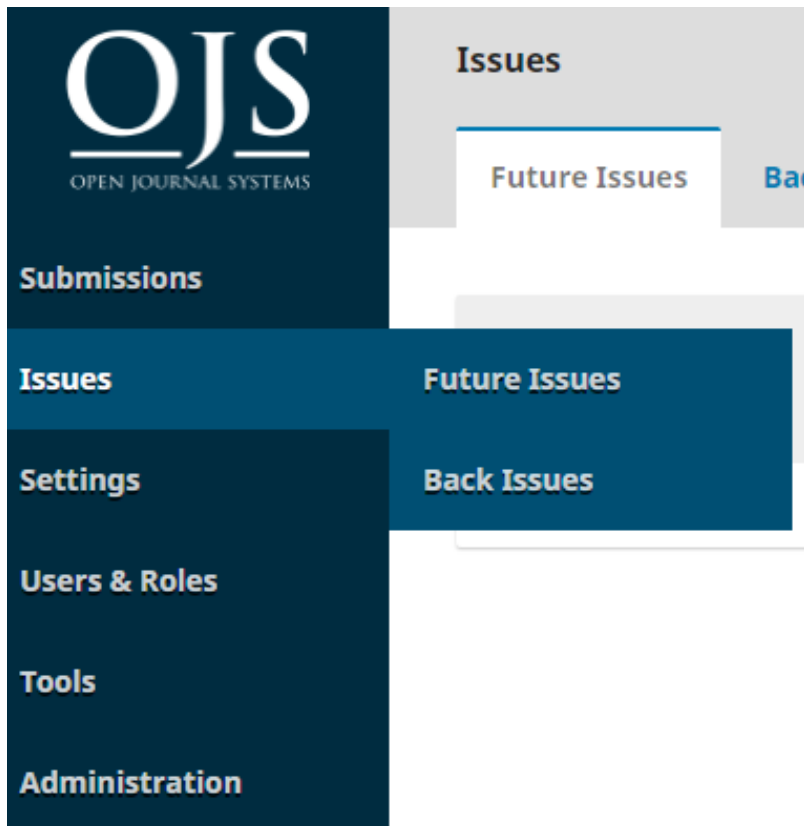 OJS
OPEN JOURNAL SYSTEMS
Submissions
Issues
Settings
Users & Roles
Tools
Administration
Future Issues
Back Issues
Issues
Future Issues